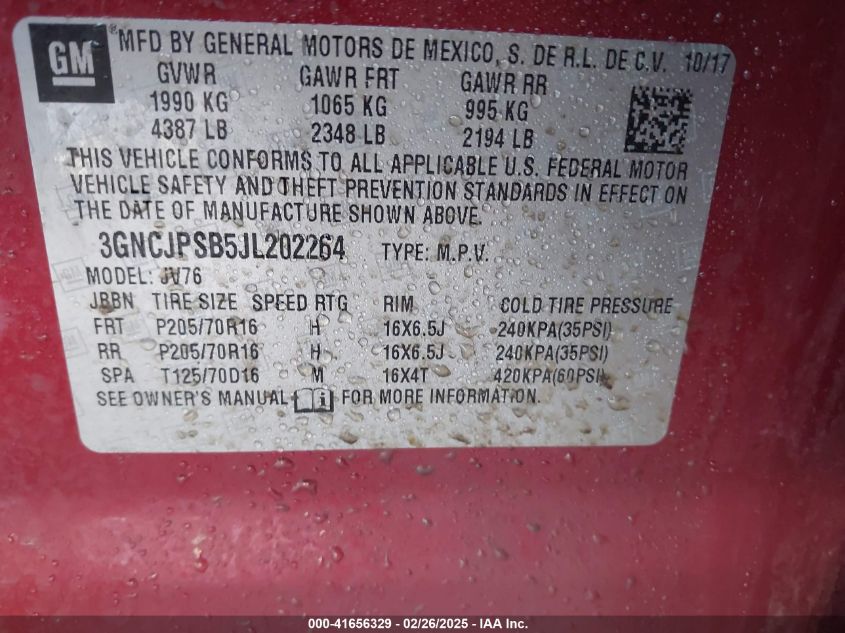 GM ® MFD BY GENERAL MOTORS DE MEXICO, S. DE R.L. DE C.V. 10/17
GVWR GAWR FRT GAWR RR
1990 KG 1065 KG 995 KG
4387 LB 2348 LB 2194 LB
THIS VEHICLE CONFORMS TO ALL APPLICABLE U.S. FEDERAL MOTOR
VEHICLE SAFETY AND THEFT PREVENTION STANDARDS IN EFFECT ON
THE DATE OF MANUFACTURE SHOWN ABOVE.
3GNCJPSB5JL202264 TYPE: M.P.V.
MODEL: JV76
JBBN TIRE SIZE SPEED RTG RIM COLD TIRE PRESSURE
FRT P205/70R16 H 16X6.5J 240KPA(35PSI)
RR P205/70R16 H 16X6.5J 240KPA(35PSI)
SPA T125/70D16 M 16X4T 420KPA(60PSI)
SEE OWNER'S MANUAL i FOR MORE INFORMATION.
000-41656329 - 02/26/2025 - IAA Inc.